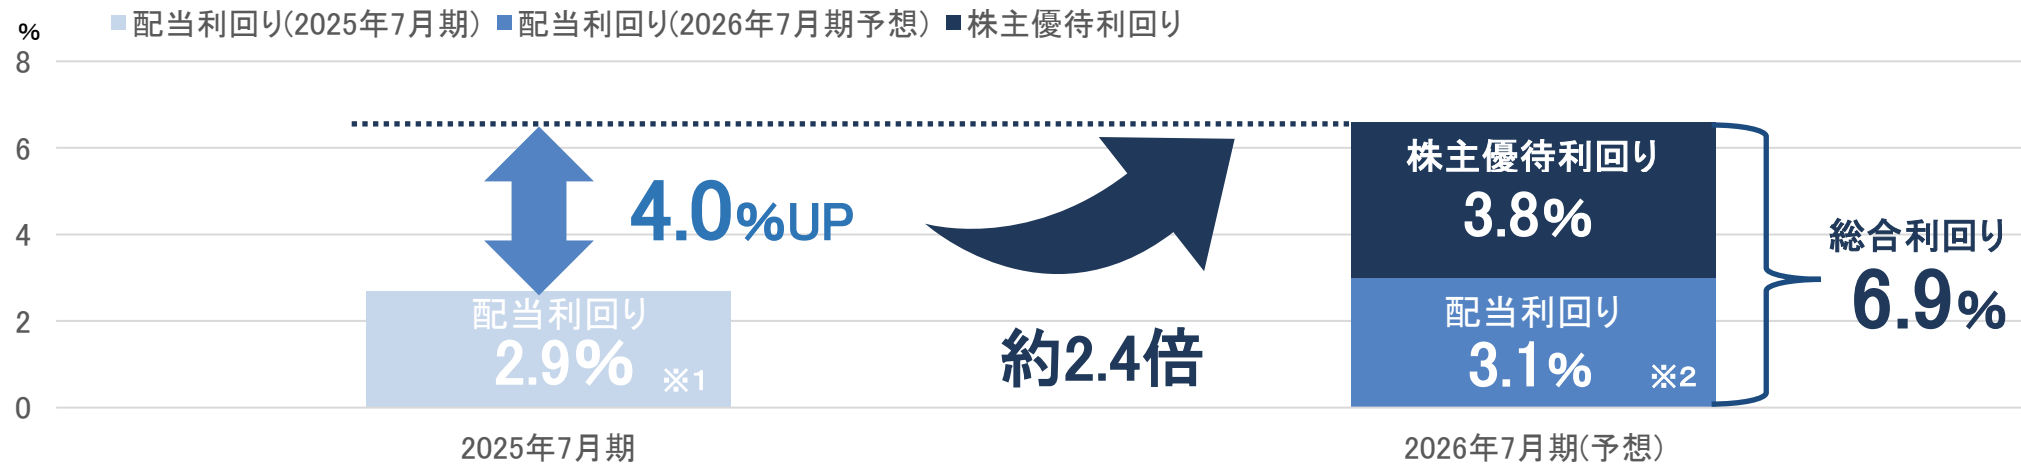 %
配当利回り(2025年7月期) 配当利回り(2026年7月期予想) 株主優待利回り
8
6
4
2
0
4.0%UP
配当利回り
2.9% ※1
約2.4倍
株主優待利回り
3.8%
配当利回り
3.1% ※2
総合利回り
6.9%
2025年7月期
2026年7月期(予想)